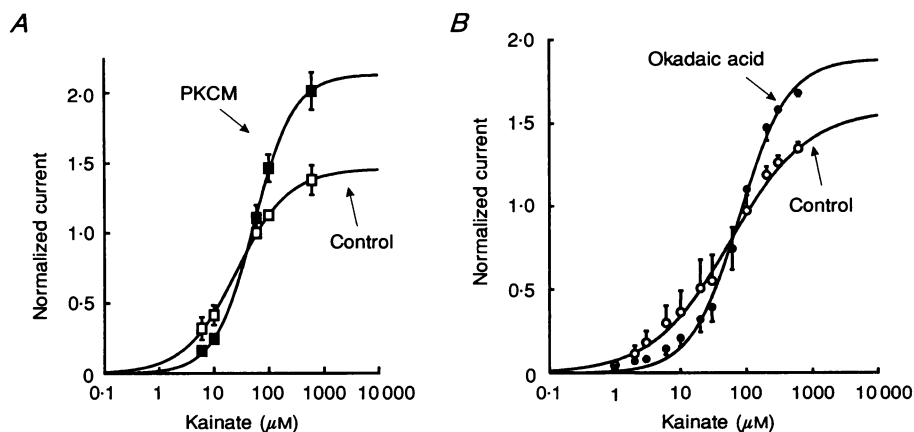 A
2·0
1·5
1·0
0·5
0
Normalized current
PKCM
Control
0·1 1 10 100 1000 10 000
Kainate (μM)
B
2·0
1·5
1·0
0·5
0
Normalized current
Okadaic acid
Control
0·1 1 10 100 1000 10 000
Kainate (μM)